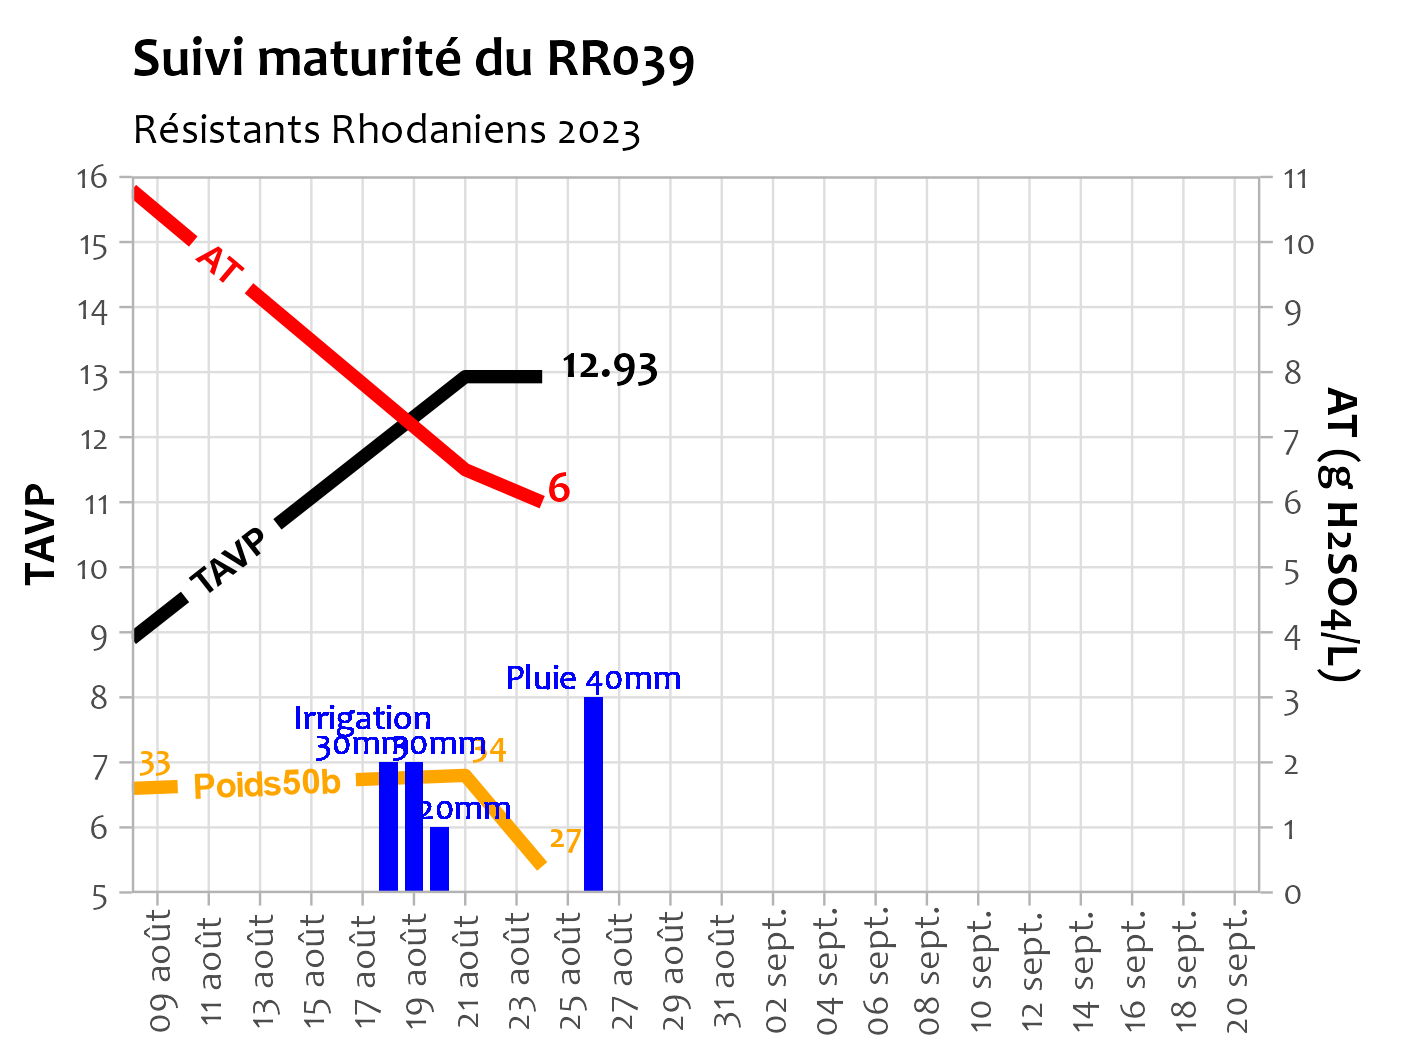 Suivi maturité du RR039
Résistants Rhodaniens 2023
16
15
14
13
12
11
10
9
8
7
6
5
TAVP
11
10
9
8
7
6
5
4
3
2
1
0
AT (g H2SO4/L)
AT
12.93
6
TAVP
Pluie 40mm
Irrigation
30mm
30mm
20mm
33
Poids50b
34
27
09 août
11 août
13 août
15 août
17 août
19 août
21 août
23 août
25 août
27 août
29 août
31 août
02 sept.
04 sept.
06 sept.
08 sept.
10 sept.
12 sept.
14 sept.
16 sept.
18 sept.
20 sept.